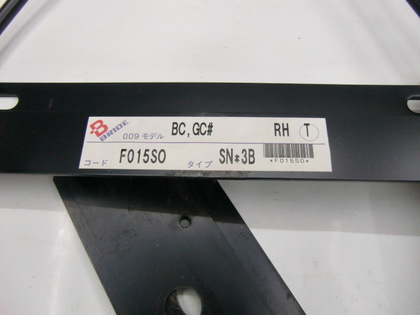 BRIDE
009 モデル BC,GC# RH T
コード F015SO タイプ SN*3B *F015SO*